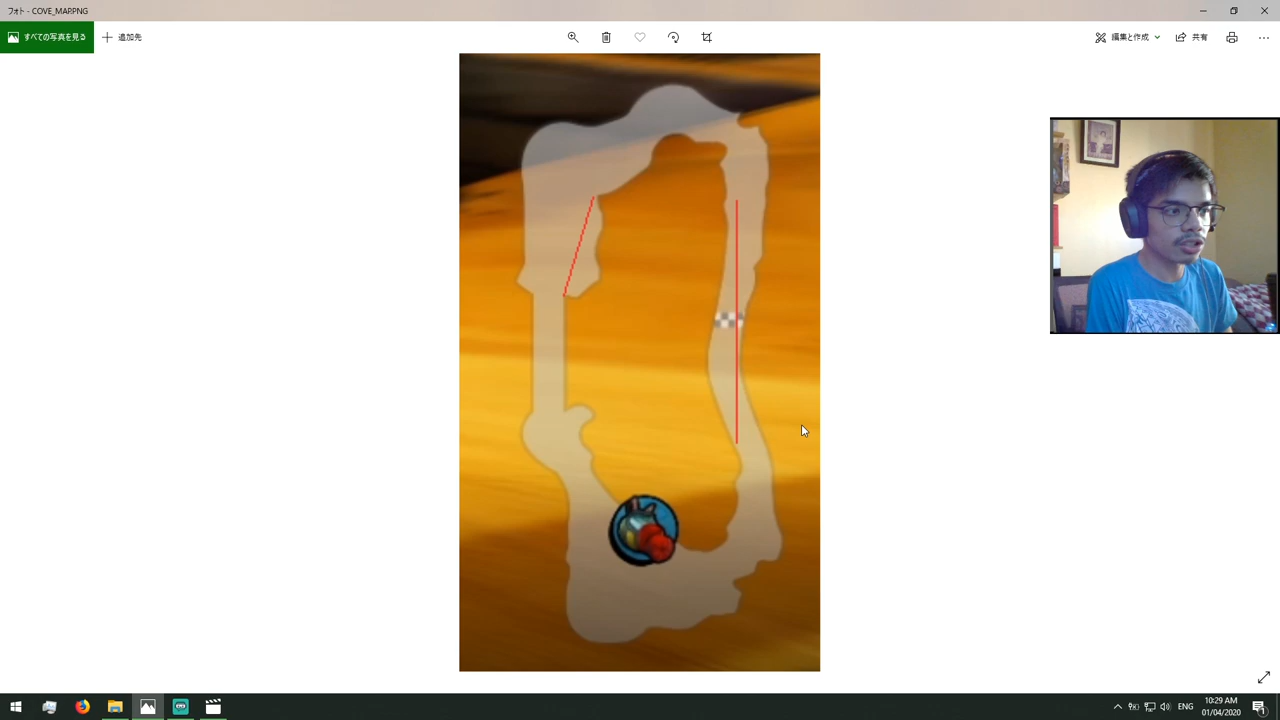 フォト - COVE_MAP.PNG
すべての写真を見る
追加先
編集と作成
共有
ENG
10:29 AM
01/04/2020
1